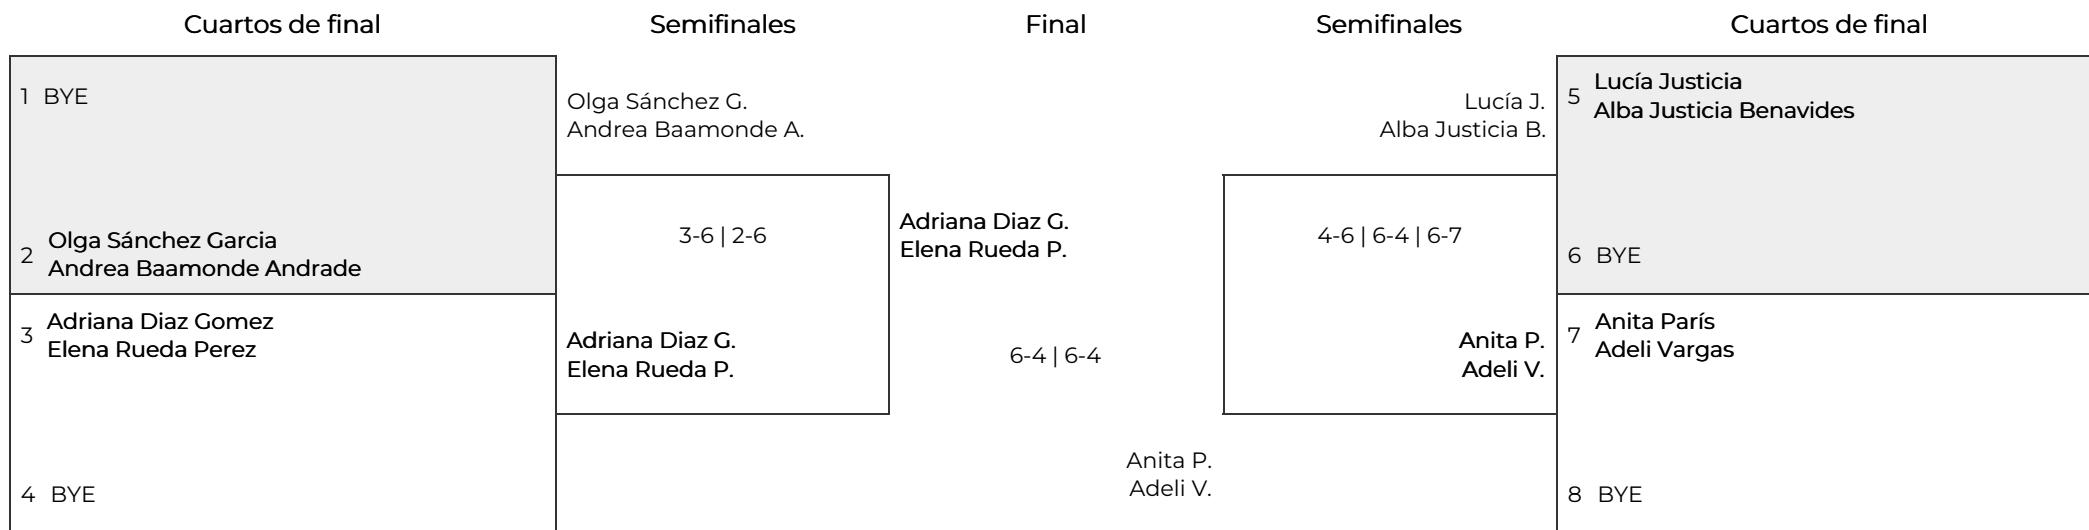 Cuartos de final
Semifinales
Final
Semifinales
Cuartos de final
1 BYE
2 Olga Sánchez Garcia
Andrea Baamonde Andrade
3 Adriana Diaz Gomez
Elena Rueda Perez
4 BYE
Olga Sánchez G.
Andrea Baamonde A.
3-6 | 2-6
Adriana Diaz G.
Elena Rueda P.
Adriana Diaz G.
Elena Rueda P.
6-4 | 6-4
Anita P.
Adeli V.
Lucía J.
Alba Justicia B.
4-6 | 6-4 | 6-7
Anita P.
Adeli V.
5 Lucía Justicia
Alba Justicia Benavides
6 BYE
7 Anita París
Adeli Vargas
8 BYE